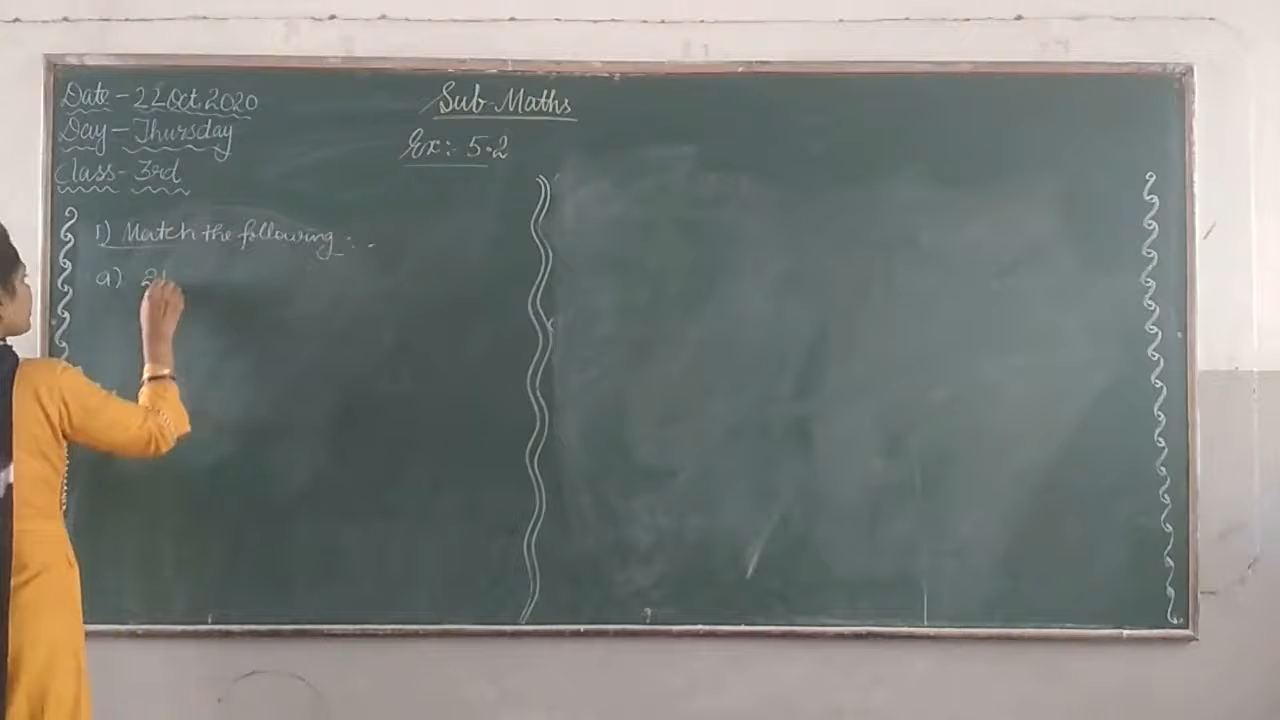 Date - 22 Oct. 2020
Day - Thursday
Class - 3rd
Sub - Maths
Ex:- 5.2
1) Match the following :-
a)